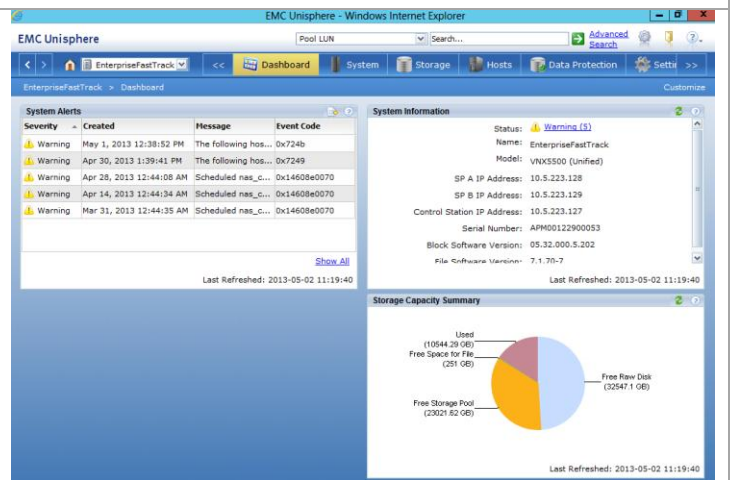 EMC Unisphere - Windows Internet Explorer
EMC Unisphere
Pool LUN
Search...
Advanced Search
EnterpriseFastTrack
<<
Dashboard
System
Storage
Hosts
Data Protection
Settin
>>
EnterpriseFastTrack > Dashboard
Customize
System Alerts
Severity Created Message Event Code
Warning May 1, 2013 12:38:52 PM The following hos... 0x724b
Warning Apr 30, 2013 1:39:41 PM The following hos... 0x7249
Warning Apr 28, 2013 12:44:08 AM Scheduled nas_c... 0x14608e0070
Warning Apr 14, 2013 12:44:34 AM Scheduled nas_c... 0x14608e0070
Warning Mar 31, 2013 12:44:35 AM Scheduled nas_c... 0x14608e0070
Show All
Last Refreshed: 2013-05-02 11:19:40
System Information
Status: Warning (5)
Name: EnterpriseFastTrack
Model: VNX5500 (Unified)
SP A IP Address: 10.5.223.128
SP B IP Address: 10.5.223.129
Control Station IP Address: 10.5.223.127
Serial Number: APM00122900053
Block Software Version: 05.32.000.5.202
File Software Version: 7.1.70-7
Last Refreshed: 2013-05-02 11:19:40
Storage Capacity Summary
Used
(10544.29 GB)
Free Space for File
(251 GB)
Free Raw Disk
(32547.1 GB)
Free Storage Pool
(23021.62 GB)
Last Refreshed: 2013-05-02 11:19:40